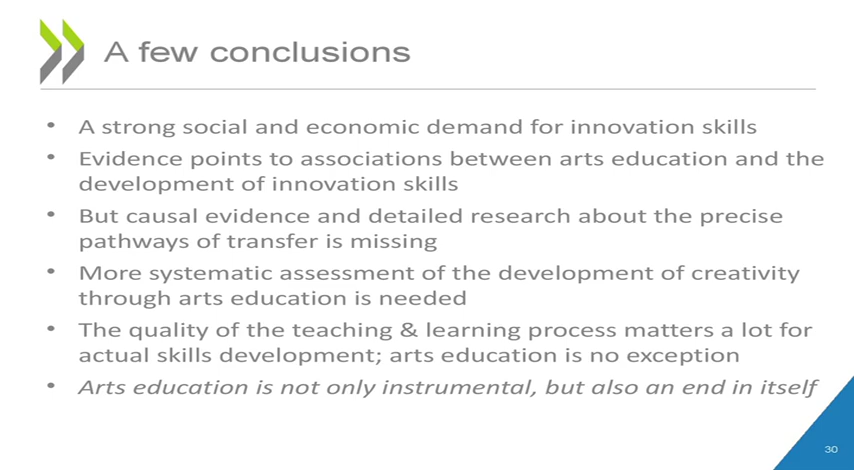 A few conclusions
• A strong social and economic demand for innovation skills
• Evidence points to associations between arts education and the
development of innovation skills
• But causal evidence and detailed research about the precise
pathways of transfer is missing
• More systematic assessment of the development of creativity
through arts education is needed
• The quality of the teaching & learning process matters a lot for
actual skills development; arts education is no exception
• Arts education is not only instrumental, but also an end in itself
30